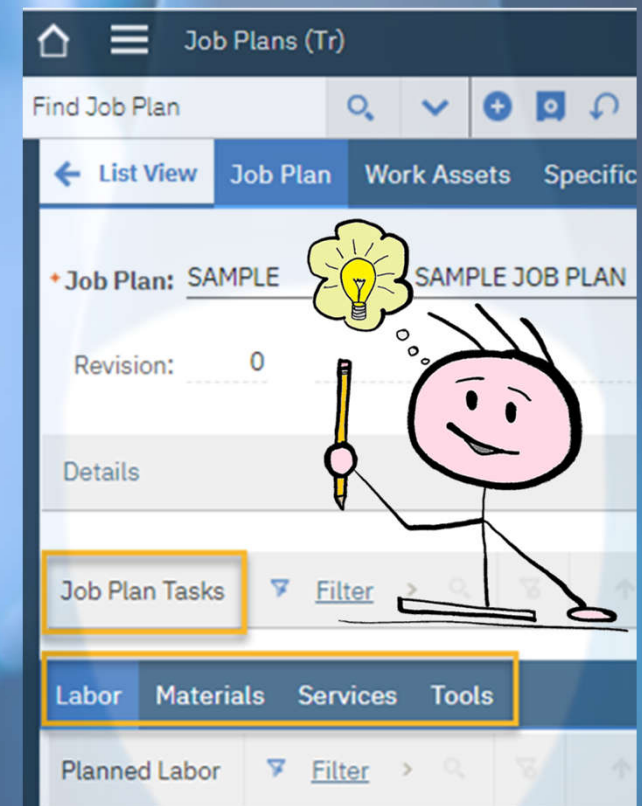 Job Plans (Tr)
Find Job Plan
List View Job Plan Work Assets Specific
*Job Plan: SAMPLE SAMPLE JOB PLAN
Revision: 0
Details
Job Plan Tasks Filter
Labor Materials Services Tools
Planned Labor Filter